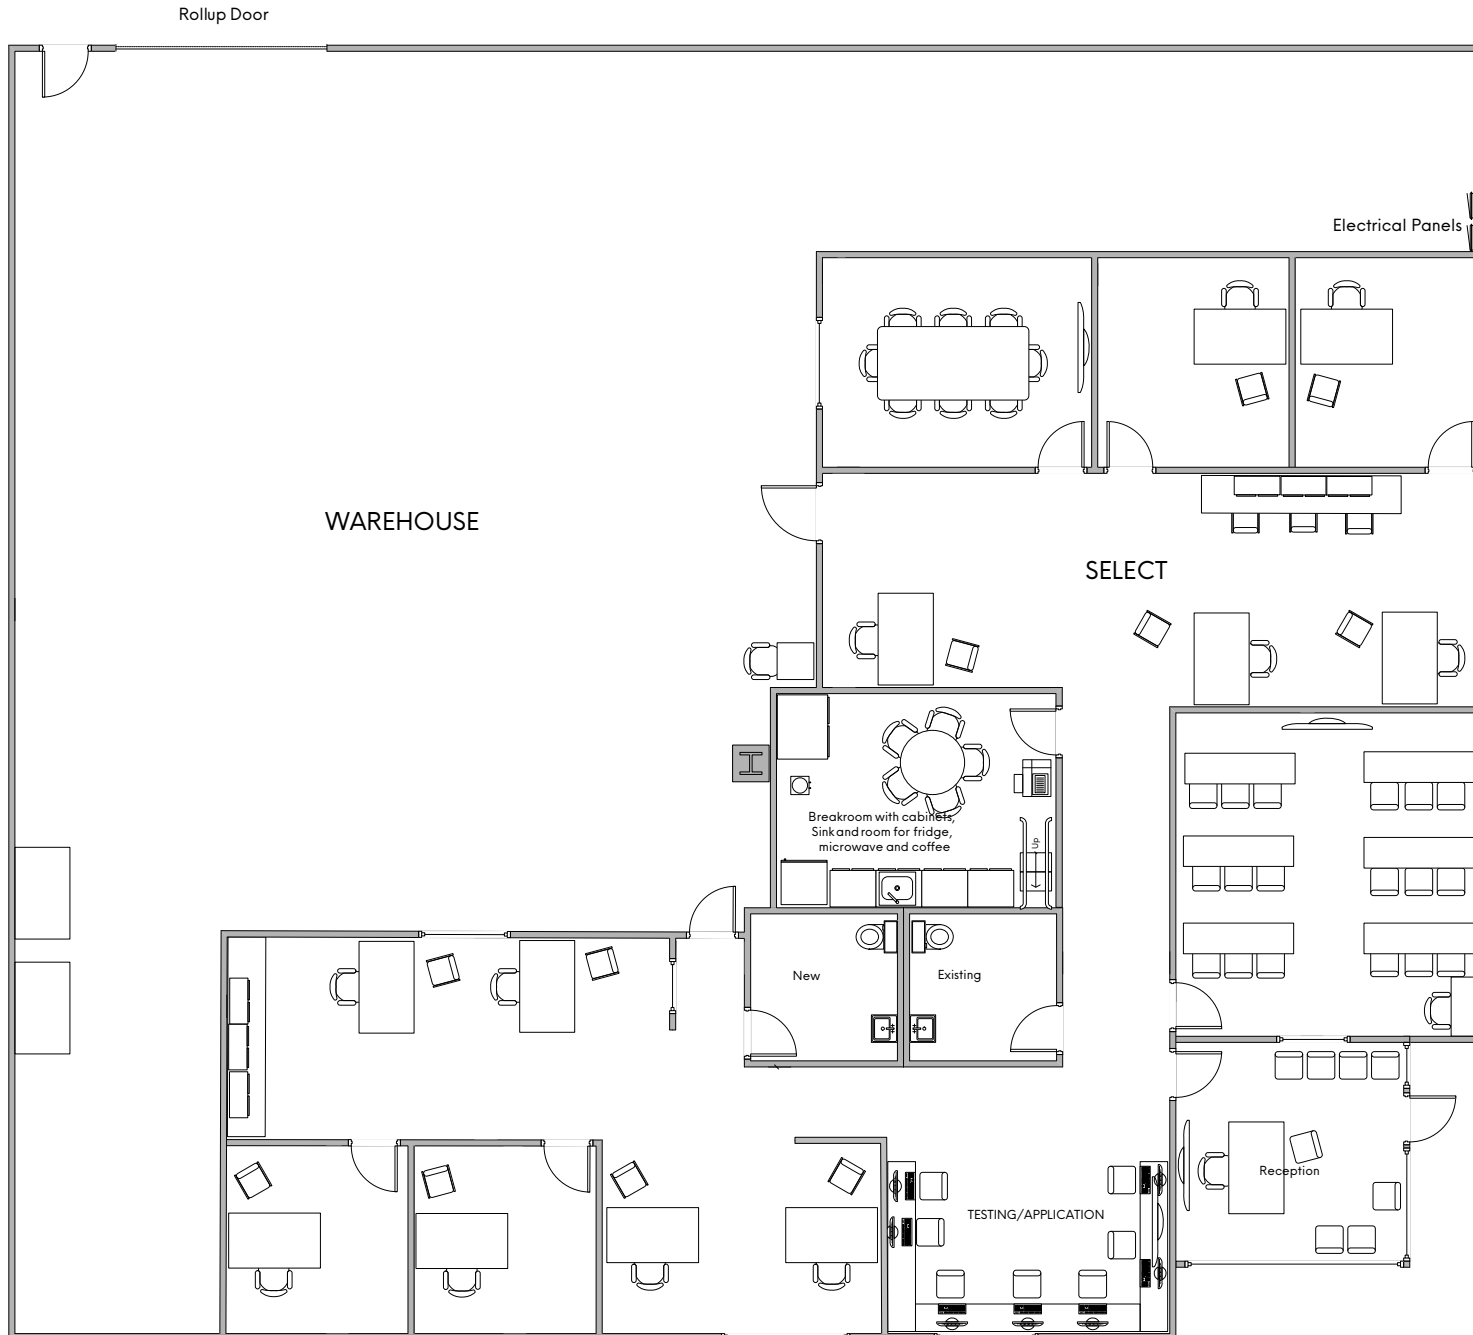 Rollup Door
Electrical Panels
WAREHOUSE
SELECT
Breakroom with cabinets,
Sink and room for fridge,
microwave and coffee
Up
New
Existing
Reception
TESTING/APPLICATION